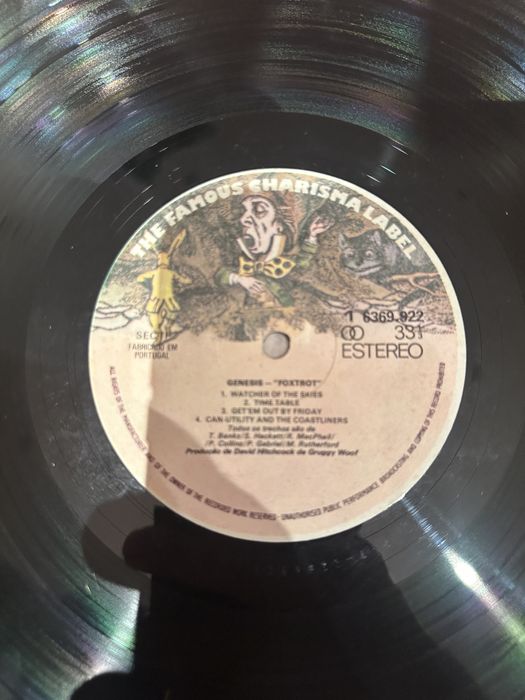 THE FAMOUS CHARISMA LABEL
1 6369.922
FABRICADO EM
PORTUGAL
33 1
ESTEREO
GENESIS — "FOXTROT"
1. WATCHER OF THE SKIES
2. TIME TABLE
3. GET'EM OUT BY FRIDAY
4. CAN-UTILITY AND THE COASTLINERS
Todos os trechos são de
T. Banks/S. Hackett/R. MacPhail/
/P. Collins/P. Gabriel/M. Rutherford
Produção de David Hitchcock de Gruggy Woof
ALL RIGHTS OF THE MANUFACTURER AND OF THE OWNER OF THE RECORDED WORK RESERVED - UNAUTHORISED PUBLIC PERFORMANCE, BROADCASTING AND COPYING OF THIS RECORD PROHIBITED